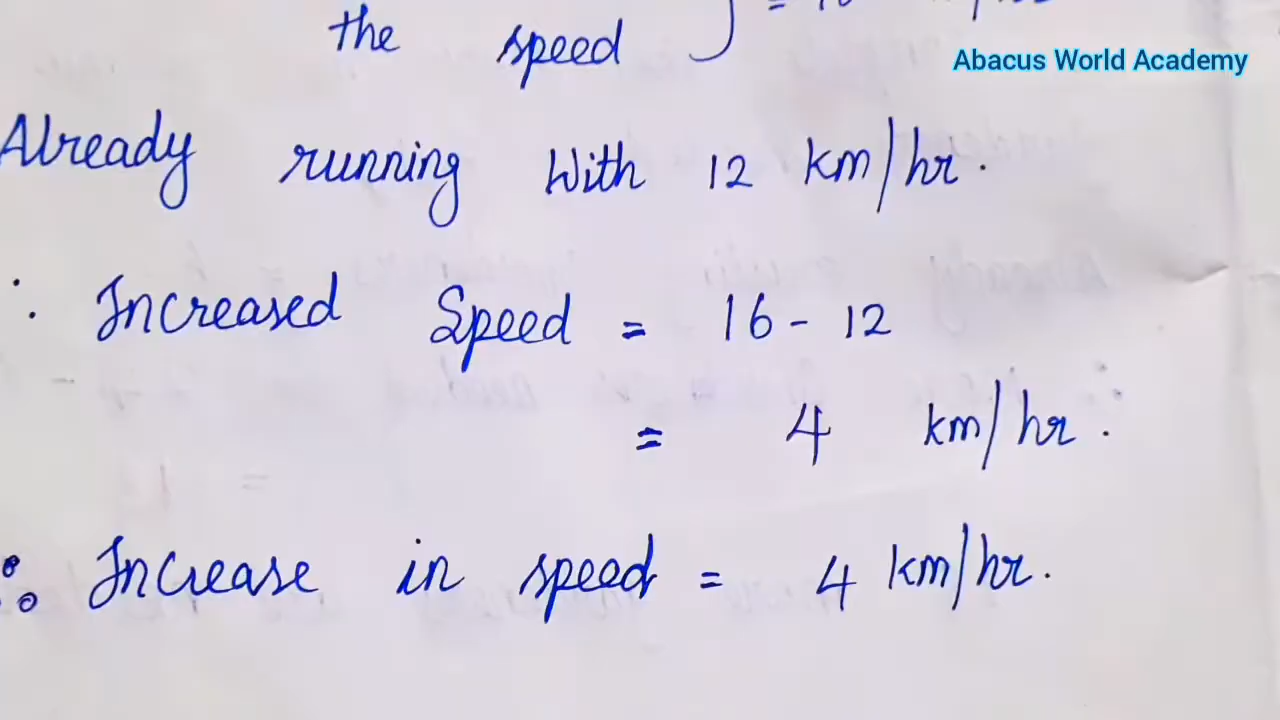 the speed
Abacus World Academy
Already running with 12 km/hr.
∴ Increased Speed = 16 - 12
= 4 km/hr.
∴ Increase in speed = 4 km/hr.